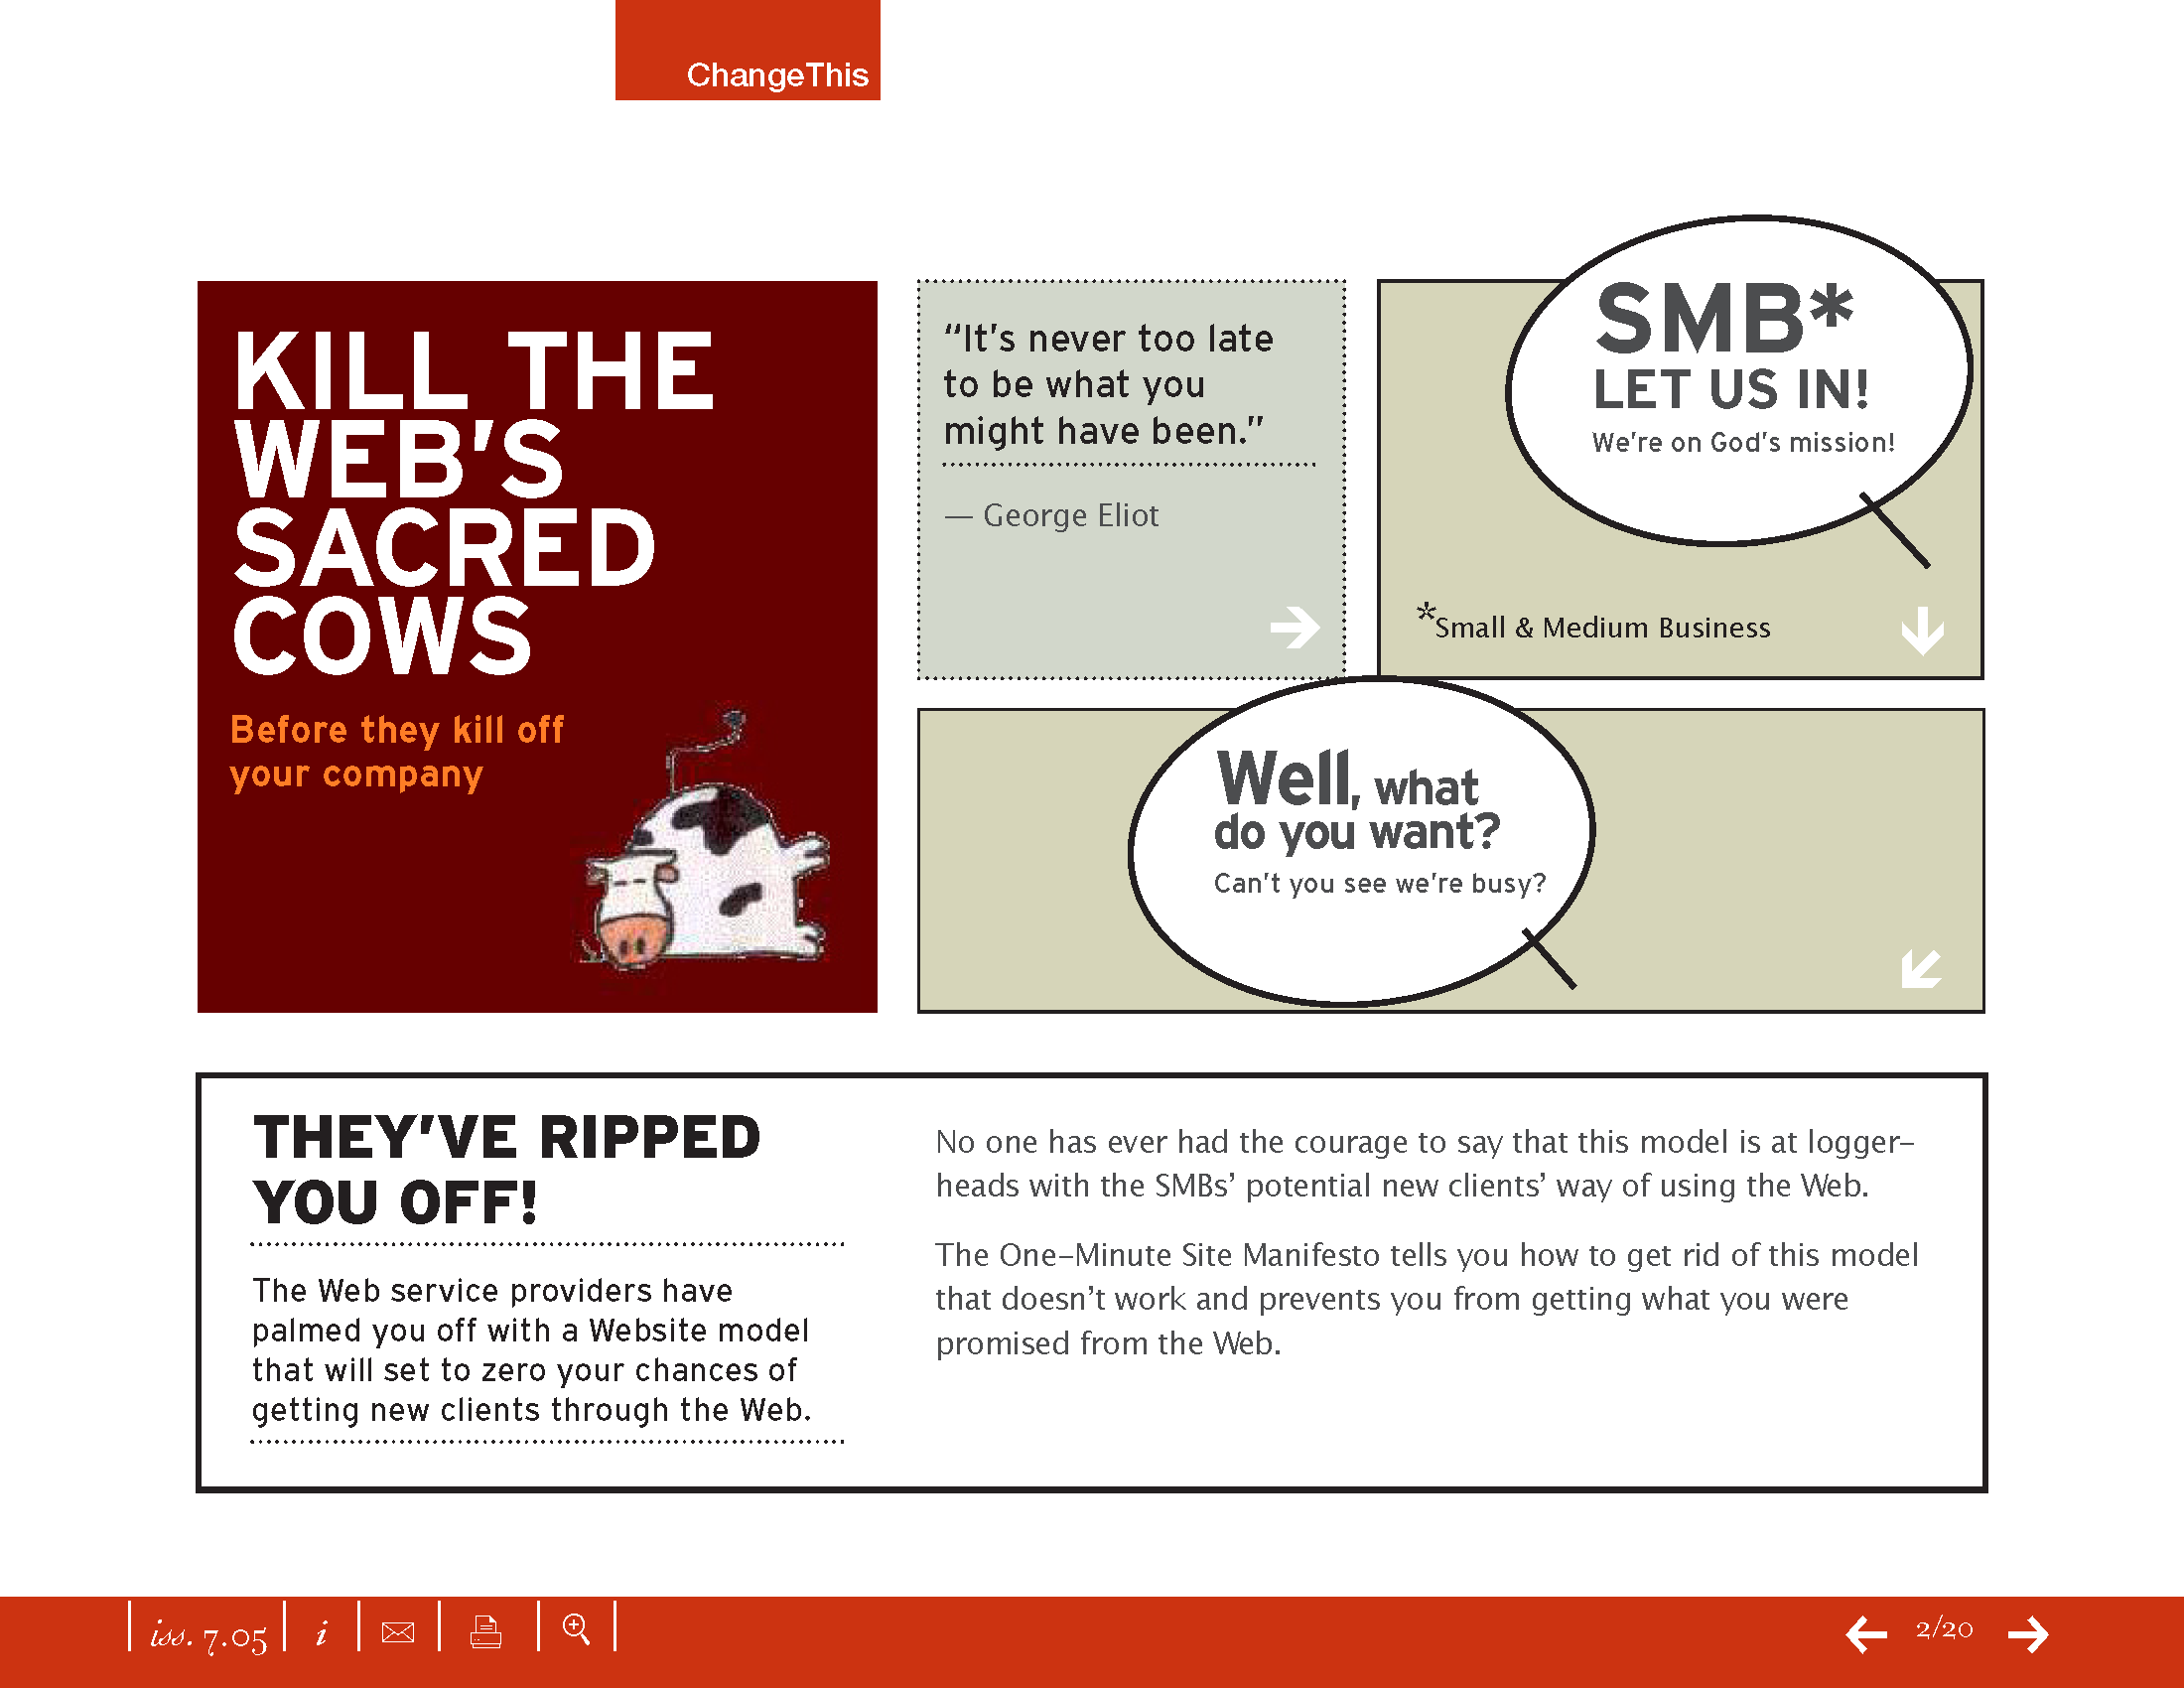 ChangeThis
KILL THE
WEB'S
SACRED
COWS
Before they kill off
your company
“It's never too late
to be what you
might have been.”
— George Eliot
SMB*
LET US IN!
We're on God's mission!
*Small & Medium Business
Well, what
do you want?
Can't you see we're busy?
THEY'VE RIPPED
YOU OFF!
The Web service providers have
palmed you off with a Website model
that will set to zero your chances of
getting new clients through the Web.
No one has ever had the courage to say that this model is at logger-
heads with the SMBs’ potential new clients’ way of using the Web.
The One-Minute Site Manifesto tells you how to get rid of this model
that doesn’t work and prevents you from getting what you were
promised from the Web.
iss. 7.05
i
2/20